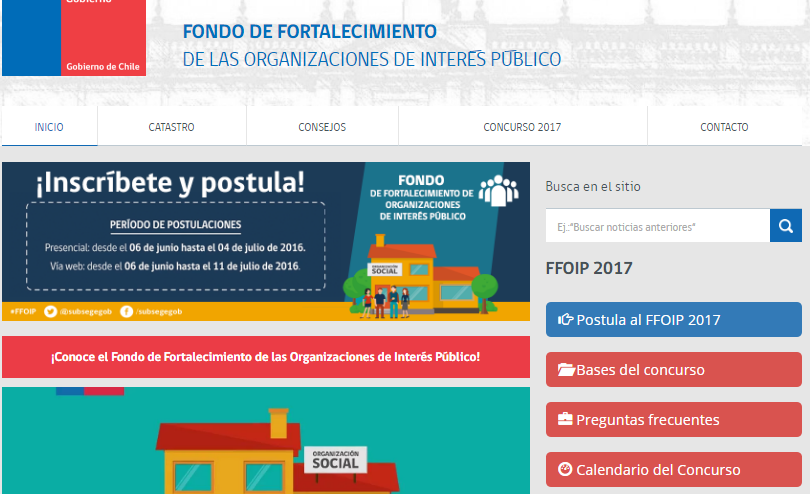 Gobierno
Gobierno de Chile
FONDO DE FORTALECIMIENTO
DE LAS ORGANIZACIONES DE INTERÉS PÚBLICO
INICIO
CATASTRO
CONSEJOS
CONCURSO 2017
CONTACTO
¡Inscríbete y postula!
PERÍODO DE POSTULACIONES
Presencial: desde el 06 de junio hasta el 04 de julio de 2016.
Vía web: desde el 06 de junio hasta el 11 de julio de 2016.
#FFOIP @subsegegob /subsegegob
FONDO
DE FORTALECIMIENTO DE
ORGANIZACIONES
DE INTERÉS PÚBLICO
ORGANIZACIÓN
SOCIAL
¡Conoce el Fondo de Fortalecimiento de las Organizaciones de Interés Público!
ORGANIZACIÓN
SOCIAL
Busca en el sitio
Ej.:"Buscar noticias anteriores"
FFOIP 2017
Postula al FFOIP 2017
Bases del concurso
Preguntas frecuentes
Calendario del Concurso